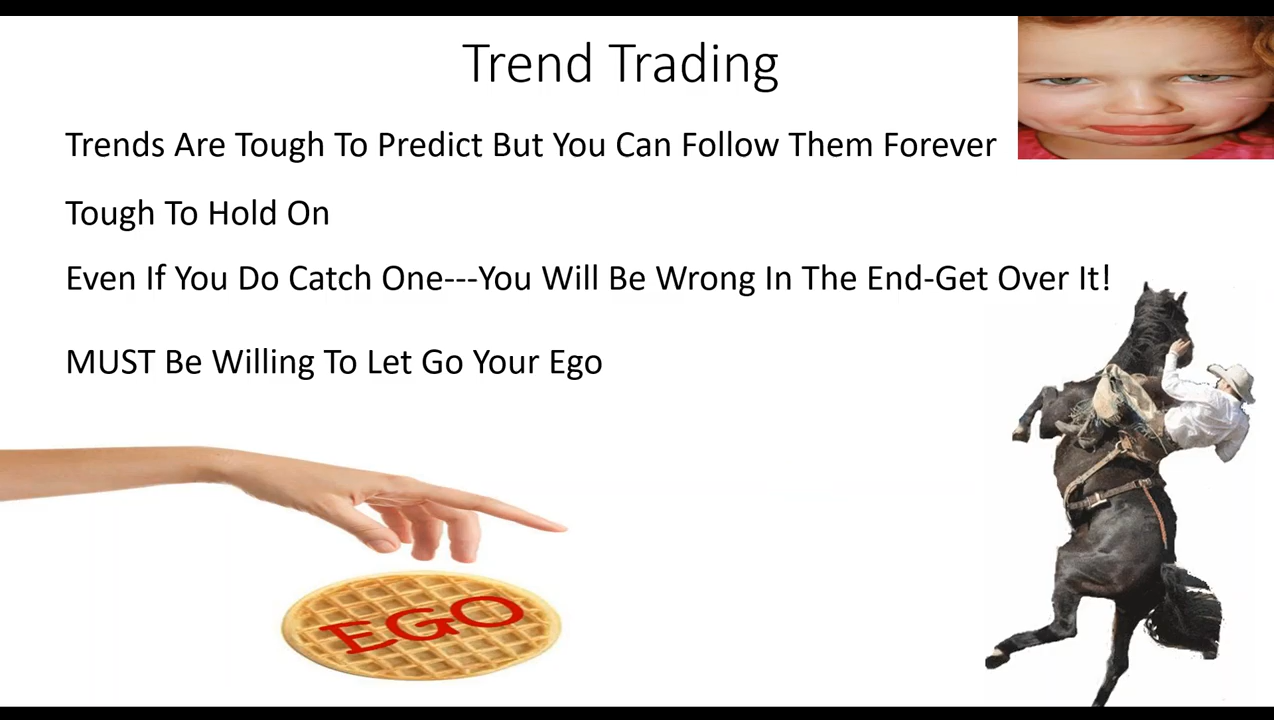 Trend Trading
Trends Are Tough To Predict But You Can Follow Them Forever
Tough To Hold On
Even If You Do Catch One---You Will Be Wrong In The End-Get Over It!
MUST Be Willing To Let Go Your Ego
EGO